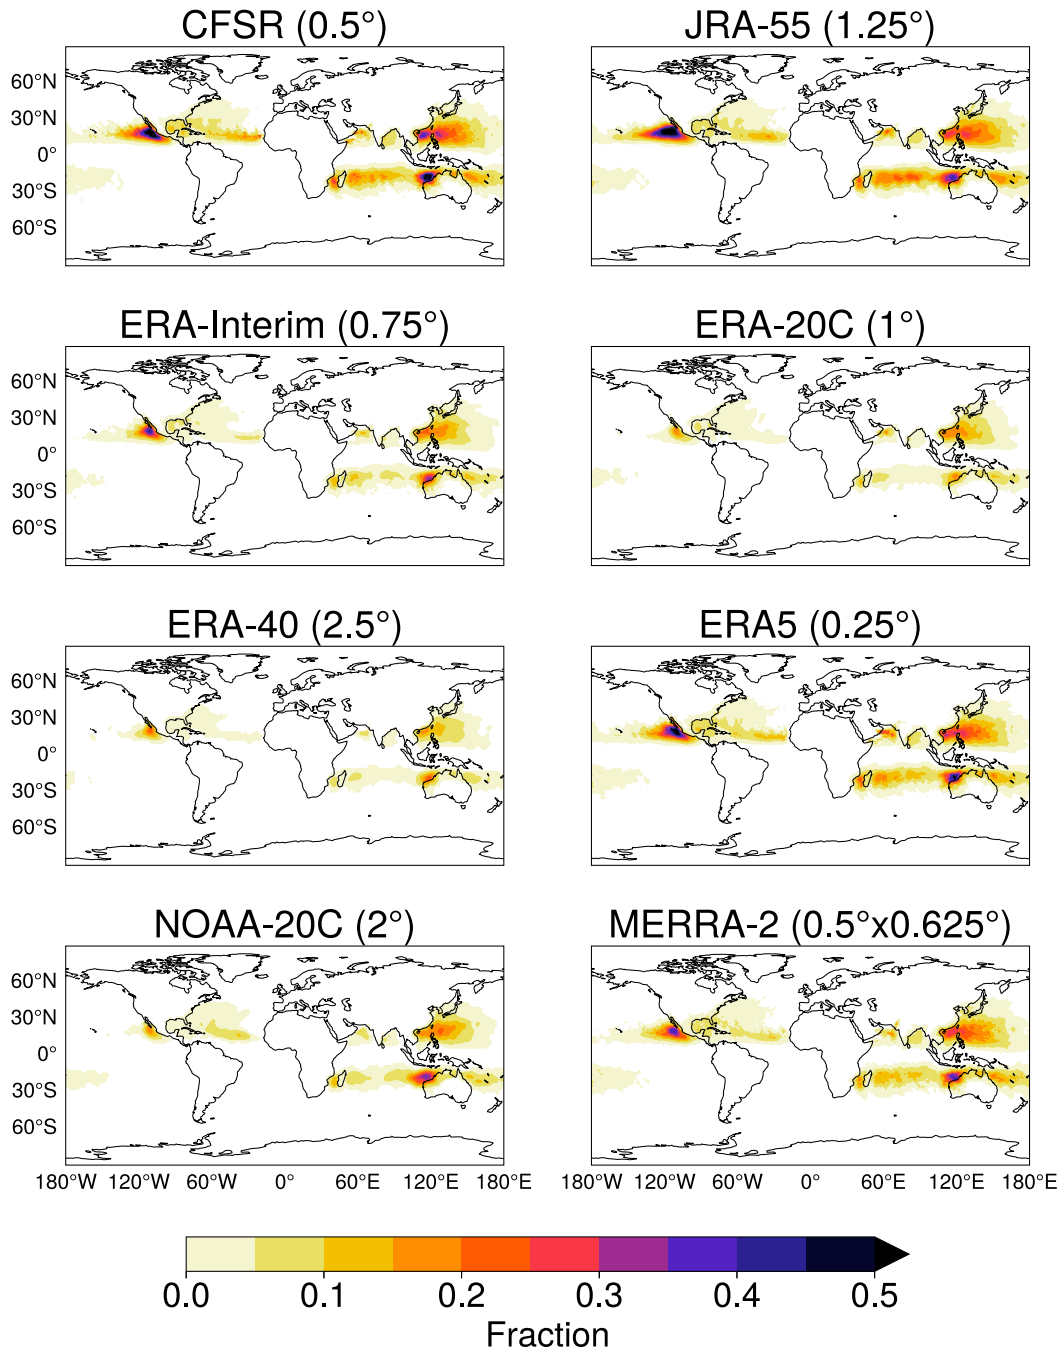 CFSR (0.5°)
JRA-55 (1.25°)
60°N
30°N
0°
30°S
60°S
ERA-Interim (0.75°)
ERA-20C (1°)
60°N
30°N
0°
30°S
60°S
ERA-40 (2.5°)
ERA5 (0.25°)
60°N
30°N
0°
30°S
60°S
NOAA-20C (2°)
MERRA-2 (0.5°x0.625°)
60°N
30°N
0°
30°S
60°S
180°W 120°W 60°W 0° 60°E 120°E 180°E
180°W 120°W 60°W 0° 60°E 120°E 180°E
0.0 0.1 0.2 0.3 0.4 0.5
Fraction